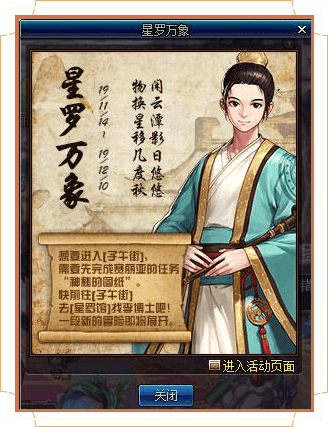 星罗万象
星罗万象
19/11/14 ~ 19/12/10
闲云潭影日悠悠
物换星移几度秋
想要进入[子午街],
需要先完成赛丽亚的任务
“神秘的图纸”。
快前往[子午街]
去[星罗馆]找李博士吧!
一段新的冒险即将展开。
进入活动页面
关闭